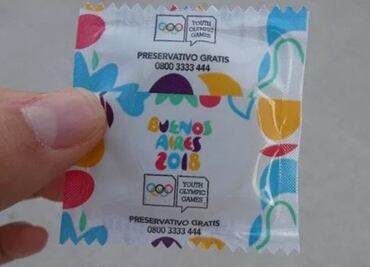 YOUTH
OLYMPIC
GAMES
PRESERVATIVO GRATIS
0800 3333 444
BUENOS
AIRES
2018
YOUTH
OLYMPIC
GAMES
PRESERVATIVO GRATIS
0800 3333 444